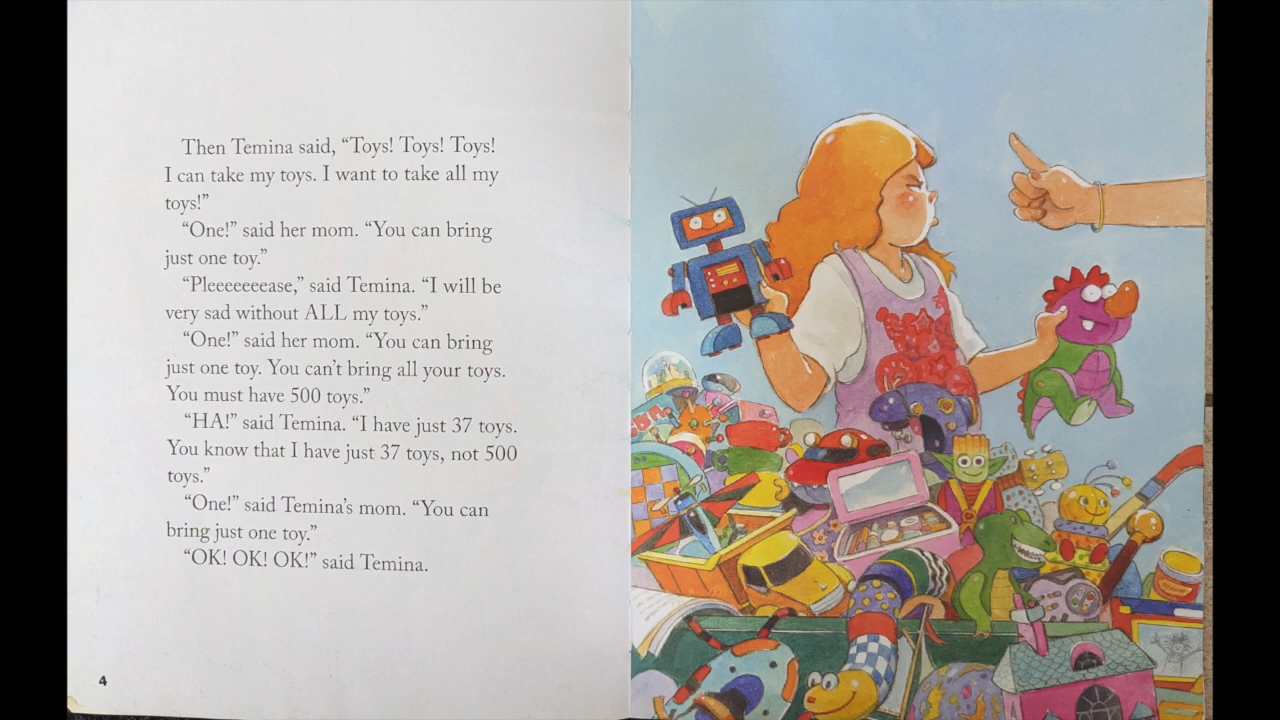 Then Temina said, “Toys! Toys! Toys!
I can take my toys. I want to take all my
toys!”
“One!” said her mom. “You can bring
just one toy.”
“Pleeeeeeease,” said Temina. “I will be
very sad without ALL my toys.”
“One!” said her mom. “You can bring
just one toy. You can’t bring all your toys.
You must have 500 toys.”
“HA!” said Temina. “I have just 37 toys.
You know that I have just 37 toys, not 500
toys.”
“One!” said Temina’s mom. “You can
bring just one toy.”
“OK! OK! OK!” said Temina.
4